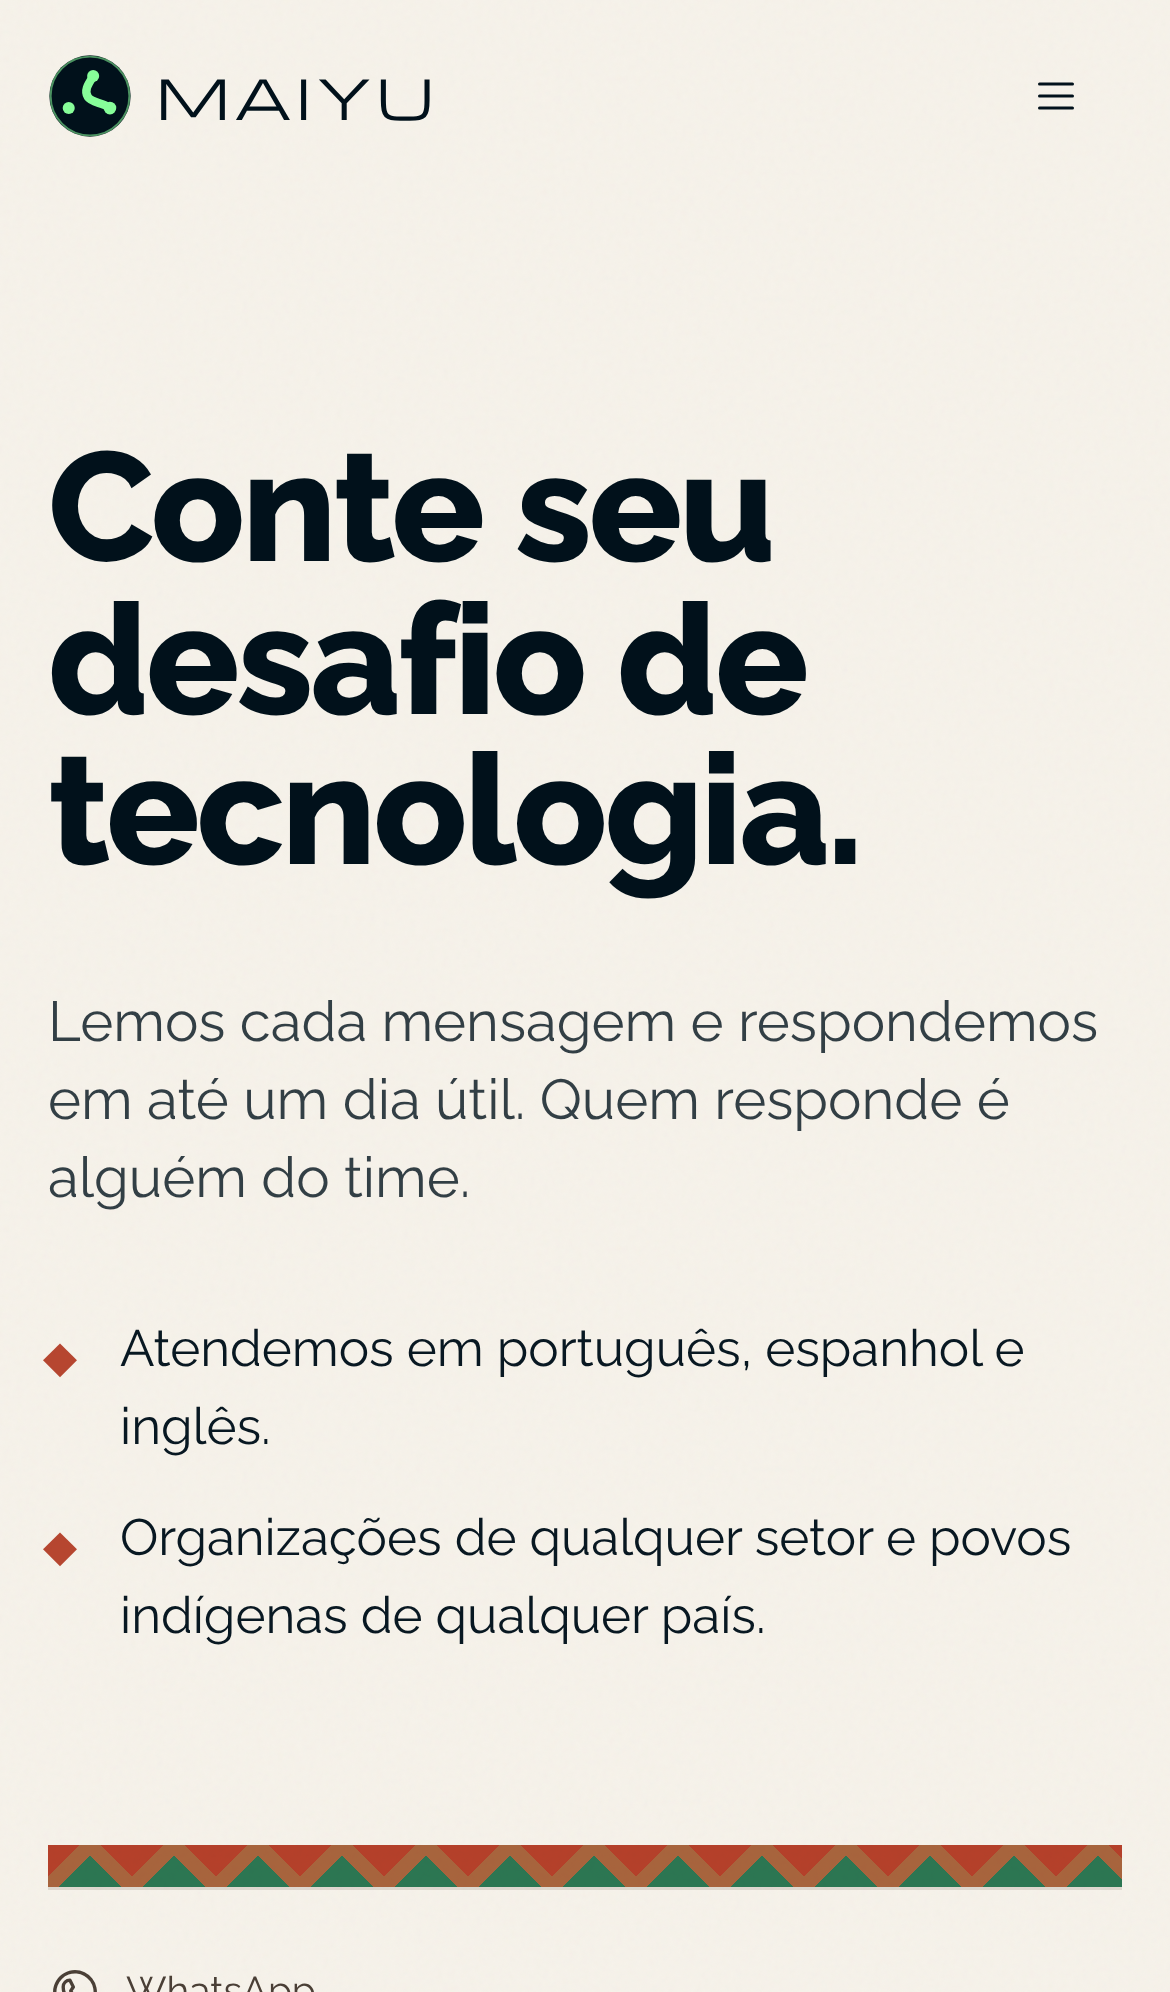 MAIYU
Conte seu
desafio de
tecnologia.
Lemos cada mensagem e respondemos
em até um dia útil. Quem responde é
alguém do time.
Atendemos em português, espanhol e
inglês.
Organizações de qualquer setor e povos
indígenas de qualquer país.
WhatsApp